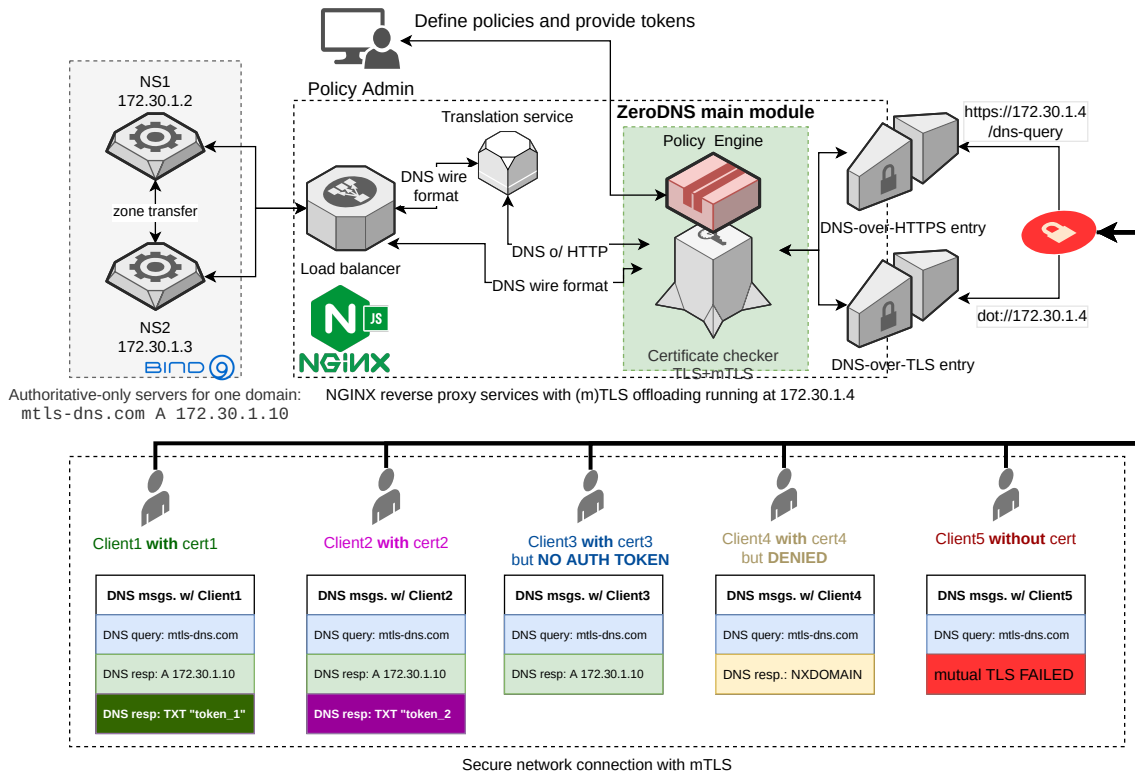 Define policies and provide tokens
Policy Admin
NS1
172.30.1.2
zone transfer
NS2
172.30.1.3
BIND 9
Authoritative-only servers for one domain:
mtls-dns.com A 172.30.1.10
Translation service
DNS wire
format
Load balancer
DNS o/ HTTP
DNS wire format
N
JS
NGINX
ZeroDNS main module
Policy Engine
Certificate checker
TLS+mTLS
NGINX reverse proxy services with (m)TLS offloading running at 172.30.1.4
https://172.30.1.4
/dns-query
DNS-over-HTTPS entry
dot://172.30.1.4
DNS-over-TLS entry
Client1 with cert1
DNS msgs. w/ Client1
DNS query: mtls-dns.com
DNS resp: A 172.30.1.10
DNS resp: TXT "token_1"
Client2 with cert2
DNS msgs. w/ Client2
DNS query: mtls-dns.com
DNS resp: A 172.30.1.10
DNS resp: TXT "token_2
Client3 with cert3
but NO AUTH TOKEN
DNS msgs. w/ Client3
DNS query: mtls-dns.com
DNS resp: A 172.30.1.10
Client4 with cert4
but DENIED
DNS msgs. w/ Client4
DNS query: mtls-dns.com
DNS resp.: NXDOMAIN
Client5 without cert
DNS msgs. w/ Client5
DNS query: mtls-dns.com
mutual TLS FAILED
Secure network connection with mTLS